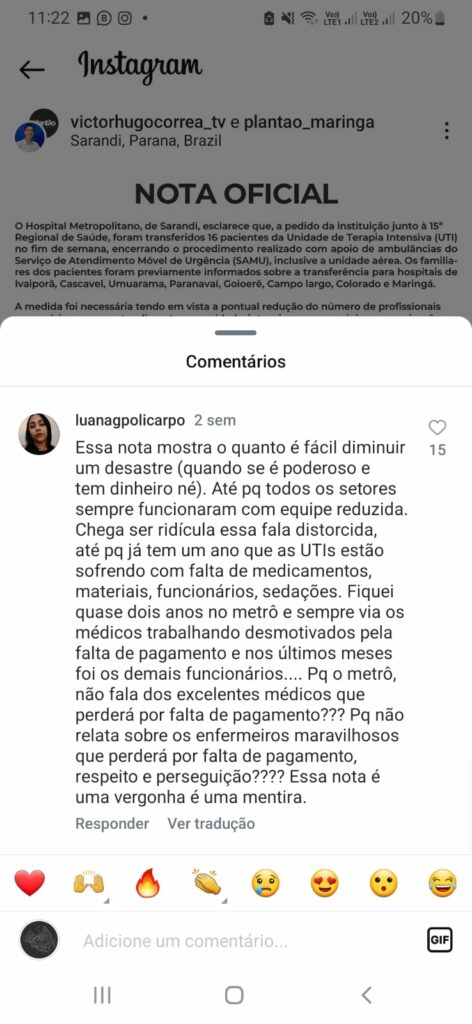 11:22
Vo)) LTE1
Vo)) LTE2
20%
Instagram
victorhugocorrea_tv e plantao_maringa
Sarandi, Parana, Brazil
NOTA OFICIAL
O Hospital Metropolitano, de Sarandi, esclarece que, a pedido da instituição junto à 15ª
Regional de Saúde, foram transferidos 16 pacientes da Unidade de Terapia Intensiva (UTI)
no fim de semana, encerrando o procedimento realizado com apoio de ambulâncias do
Serviço de Atendimento Móvel de Urgência (SAMU), inclusive a unidade aérea. Os familia-
res dos pacientes foram previamente informados sobre a transferência para hospitais de
Ivaiporã, Cascavel, Umuarama, Paranavaí, Goioerê, Campo largo, Colorado e Maringá.
A medida foi necessária tendo em vista a pontual redução do número de profissionais
Comentários
luanagpolicarpo 2 sem
Essa nota mostra o quanto é fácil diminuir
um desastre (quando se é poderoso e
tem dinheiro né). Até pq todos os setores
sempre funcionaram com equipe reduzida.
Chega ser ridícula essa fala distorcida,
até pq já tem um ano que as UTIs estão
sofrendo com falta de medicamentos,
materiais, funcionários, sedações. Fiquei
quase dois anos no metrô e sempre via os
médicos trabalhando desmotivados pela
falta de pagamento e nos últimos meses
foi os demais funcionários.... Pq o metrô,
não fala dos excelentes médicos que
perderá por falta de pagamento??? Pq não
relata sobre os enfermeiros maravilhosos
que perderá por falta de pagamento,
respeito e perseguição???? Essa nota é
uma vergonha é uma mentira.
15
Responder Ver tradução
Adicione um comentário...
GIF